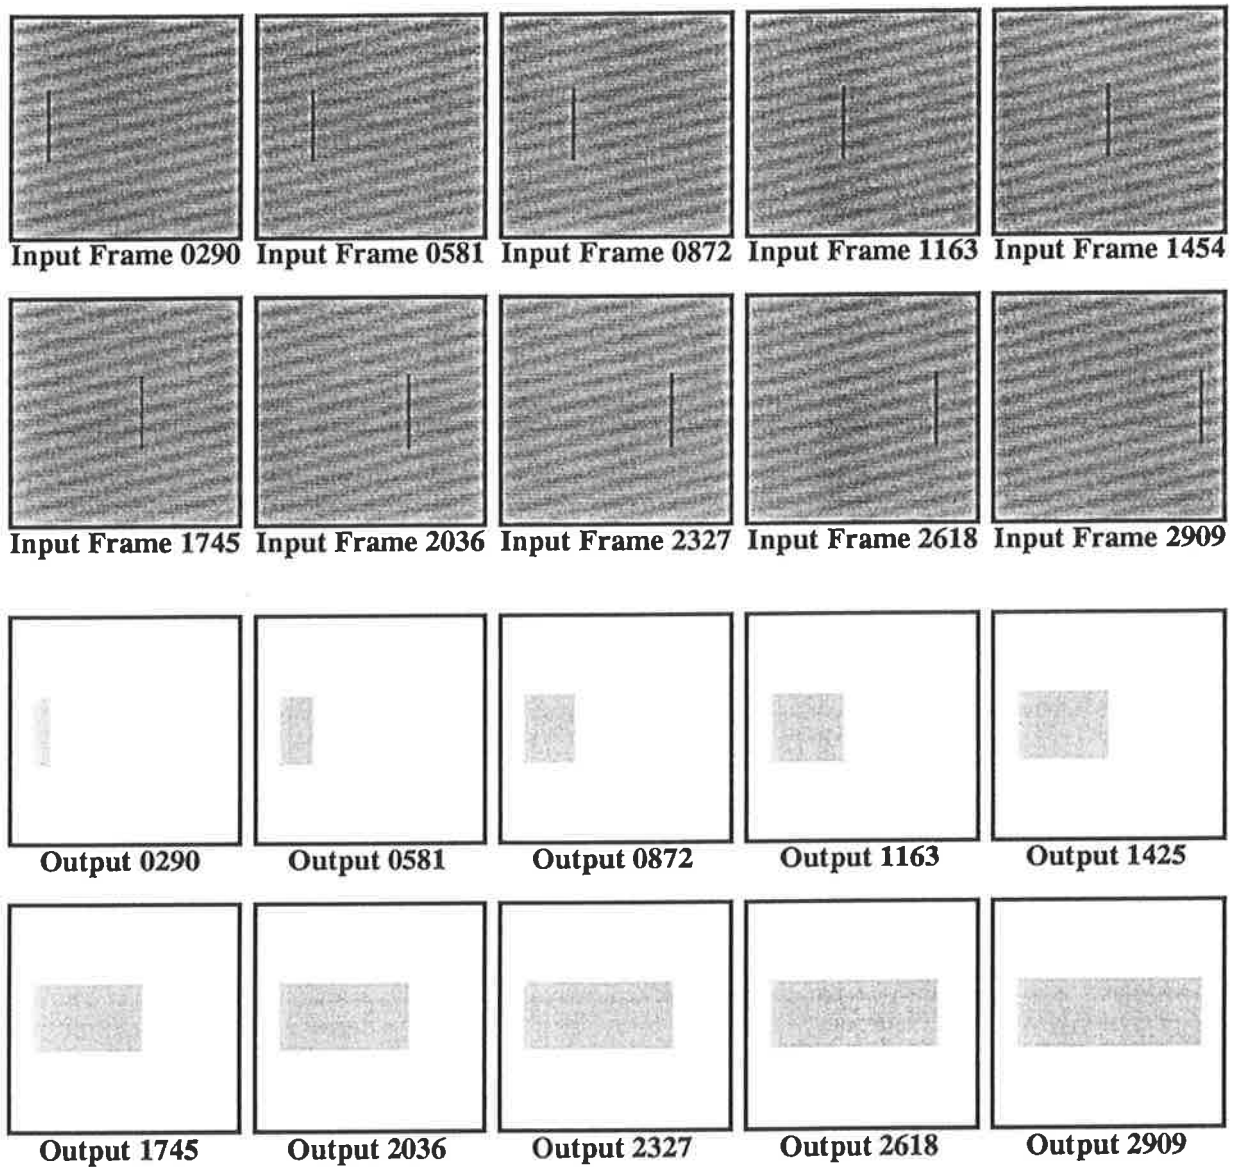 Input Frame 0290 Input Frame 0581 Input Frame 0872 Input Frame 1163 Input Frame 1454
Input Frame 1745 Input Frame 2036 Input Frame 2327 Input Frame 2618 Input Frame 2909
Output 0290 Output 0581 Output 0872 Output 1163 Output 1425
Output 1745 Output 2036 Output 2327 Output 2618 Output 2909